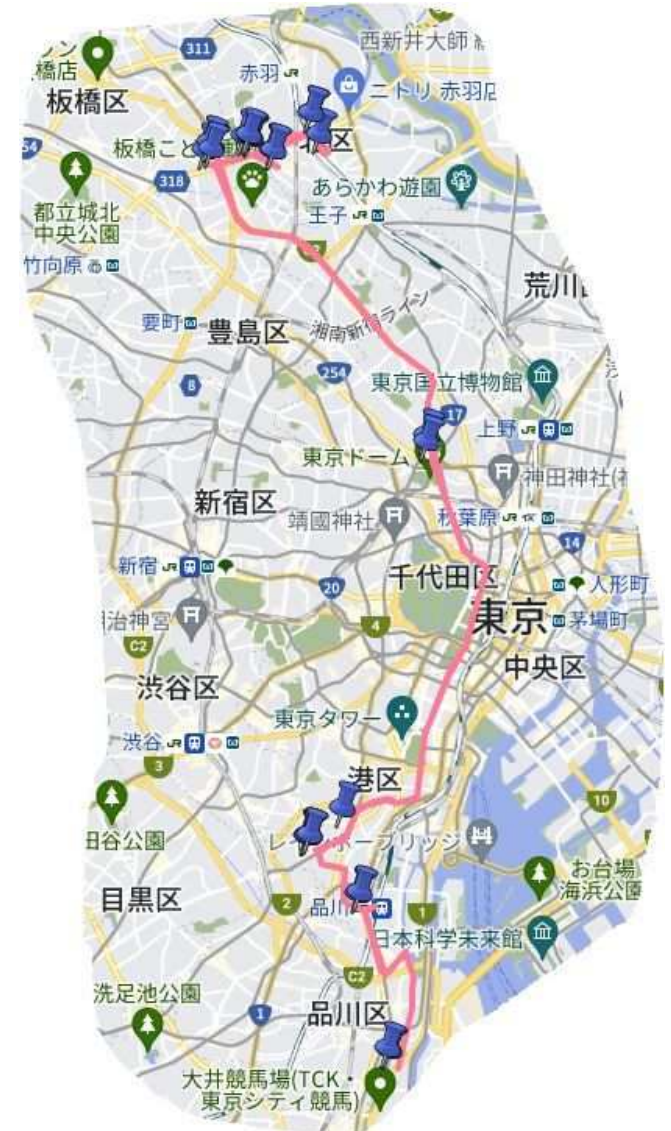 311
西新井大師
赤羽 JR
橋店
ニトリ 赤羽店
板橋区
54
板橋こと
北区
318
あらかわ遊園
都立城北
中央公園
王子 JR
竹向原
荒川
湘南新宿ライン
要町
豊島区
254
東京国立博物館
8
17
上野 JR
東京ドーム
神田神社
新宿区
靖國神社
秋葉原 JR
14
新宿 JR
千代田区
20
人形町
治神宮
東京
茅場町
4
C2
中央区
渋谷区
東京タワー
渋谷 JR
3
港区
10
田谷公園
レインボーブリッジ
お台場
海浜公園
目黒区
2
品川
1
日本科学未来館
C2
洗足池公園
1
品川区
大井競馬場(TCK・
東京シティ競馬)